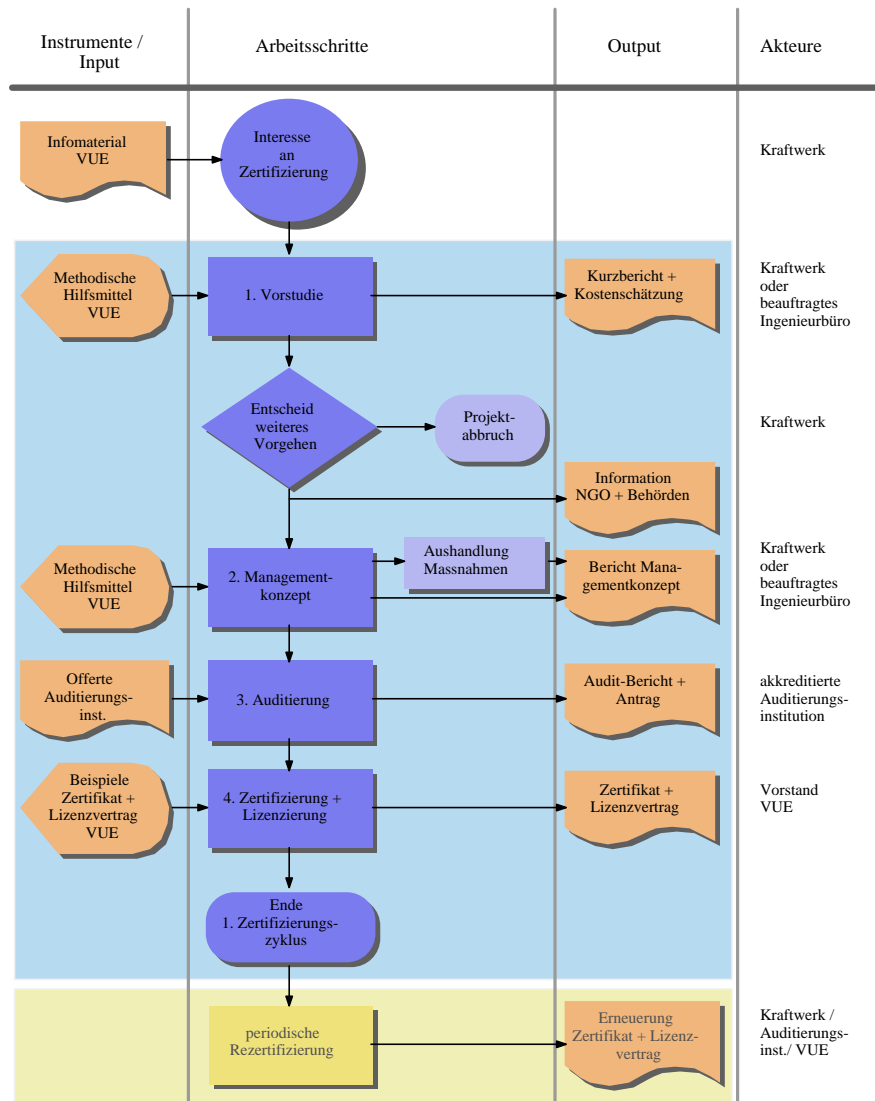 Instrumente /
Input
Arbeitsschritte
Output
Akteure
Infomaterial
VUE
Interesse
an
Zertifizierung
Kraftwerk
Methodische
Hilfsmittel
VUE
1. Vorstudie
Kurzbericht +
Kostenschätzung
Kraftwerk
oder
beauftragtes
Ingenieurbüro
Entscheid
weiteres
Vorgehen
Projekt-
abbruch
Kraftwerk
Information
NGO + Behörden
Methodische
Hilfsmittel
VUE
2. Management-
konzept
Aushandlung
Massnahmen
Bericht Mana-
gementkonzept
Kraftwerk
oder
beauftragtes
Ingenieurbüro
Offerte
Auditierungs-
inst.
3. Auditierung
Audit-Bericht +
Antrag
akkreditierte
Auditierungs-
institution
Beispiele
Zertifikat +
Lizenzvertrag
VUE
4. Zertifizierung +
Lizenzierung
Zertifikat +
Lizenzvertrag
Vorstand
VUE
Ende
1. Zertifizierungs-
zyklus
periodische
Rezertifizierung
Erneuerung
Zertifikat + Lizenz-
vertrag
Kraftwerk /
Auditierungs-
inst./ VUE